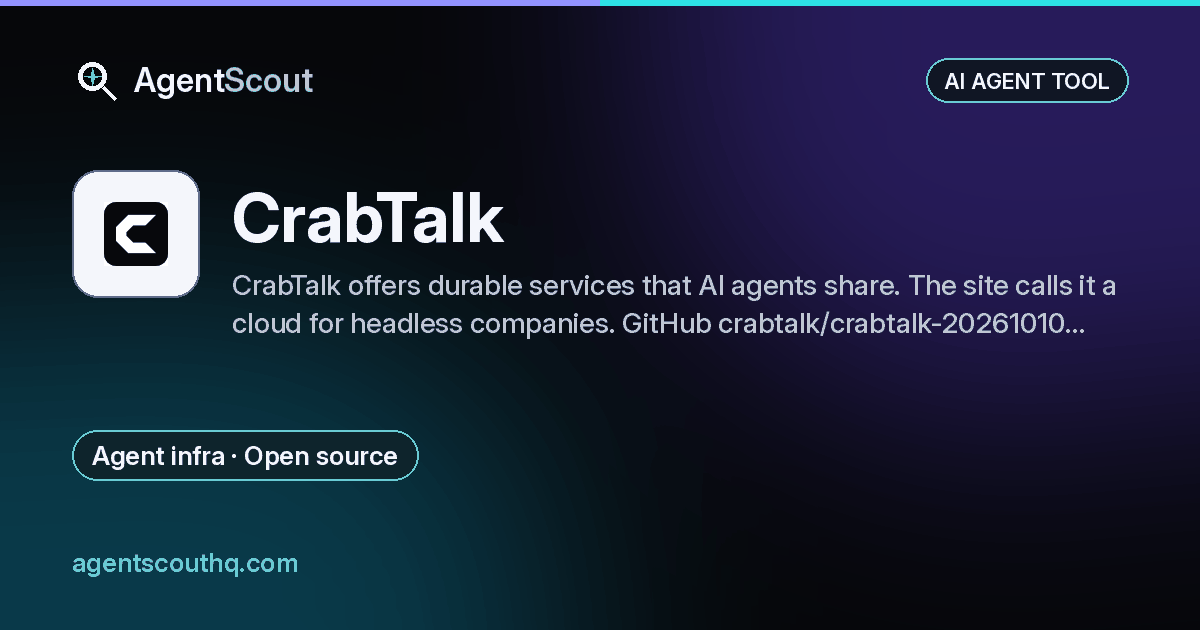 AgentScout
AI AGENT TOOL
CrabTalk
CrabTalk offers durable services that AI agents share. The site calls it a
cloud for headless companies. GitHub crabtalk/crabtalk-20261010...
Agent infra · Open source
agentscouthq.com